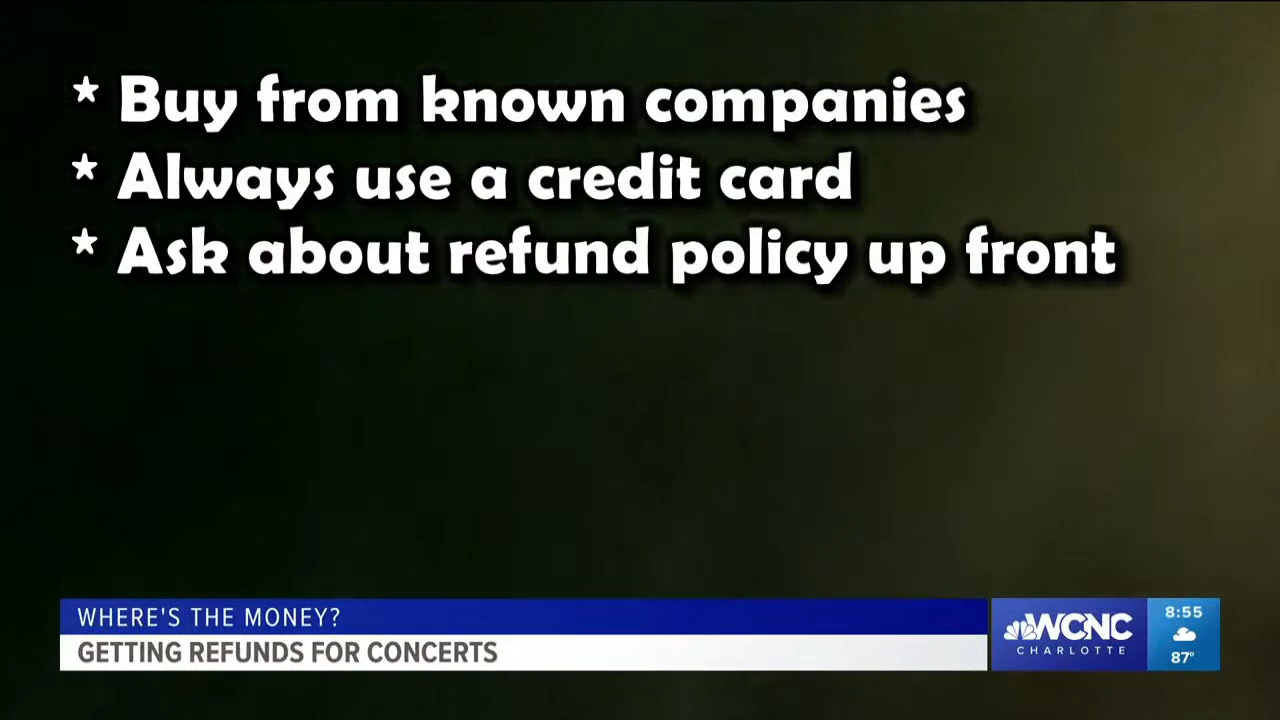 * Buy from known companies
* Always use a credit card
* Ask about refund policy up front
WHERE'S THE MONEY?
GETTING REFUNDS FOR CONCERTS
WCNC
CHARLOTTE
8:55
87°